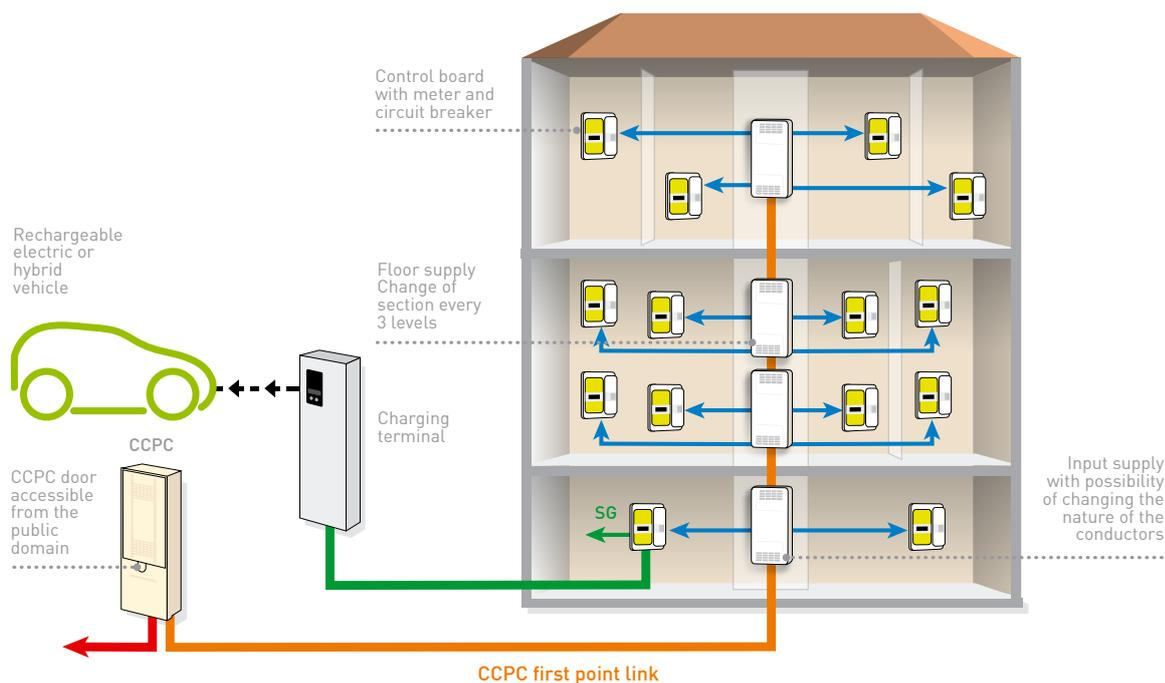 Control board
with meter and
circuit breaker
Rechargeable
electric or
hybrid
vehicle
Floor supply
Change of
section every
3 levels
Charging
terminal
CCPC
CCPC door
accessible
from the
public
domain
Input supply
with possibility
of changing the
nature of the
conductors
SG
CCPC first point link